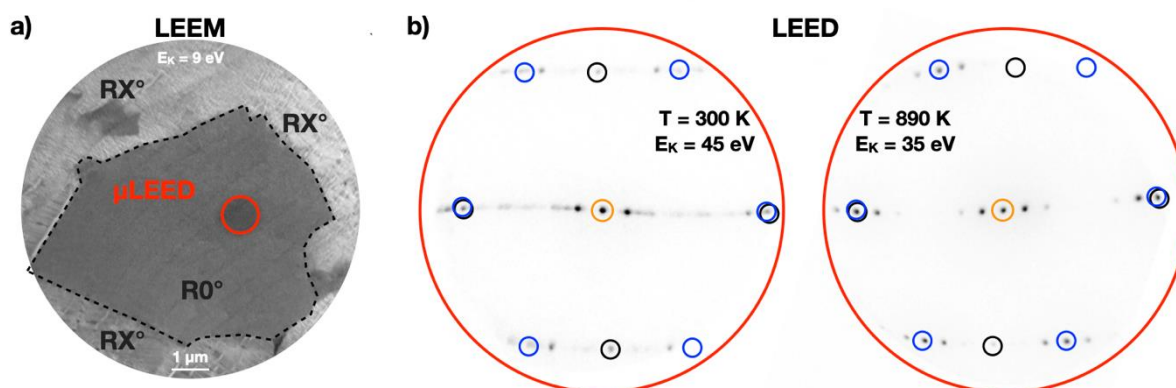 a)
LEEM
Eₖ = 9 eV
RX°
RX°
µLEED
R0°
RX°
1 µm
b)
LEED
T = 300 K
Eₖ = 45 eV
T = 890 K
Eₖ = 35 eV